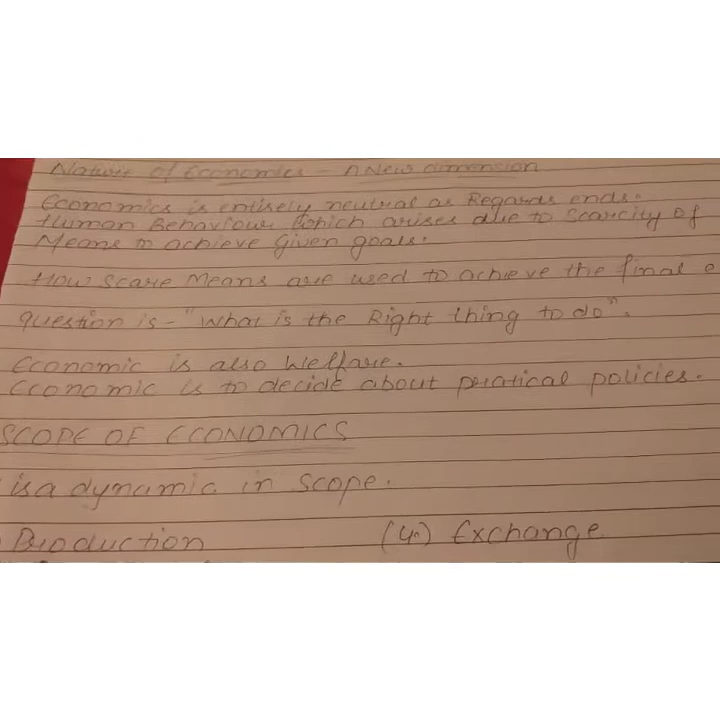 Nature of Economics - A New dimension
Economics is entirely neutral as Regards ends.
Human Behaviour which arises due to Scarcity of
Means to achieve Given goals.
How scare Means are used to achieve the final
question is - "What is the Right thing to do".
Economic is also Welfare.
Economic is to decide about pratical policies.
SCOPE OF ECONOMICS
is a dynamic in scope.
Production (4.) Exchange